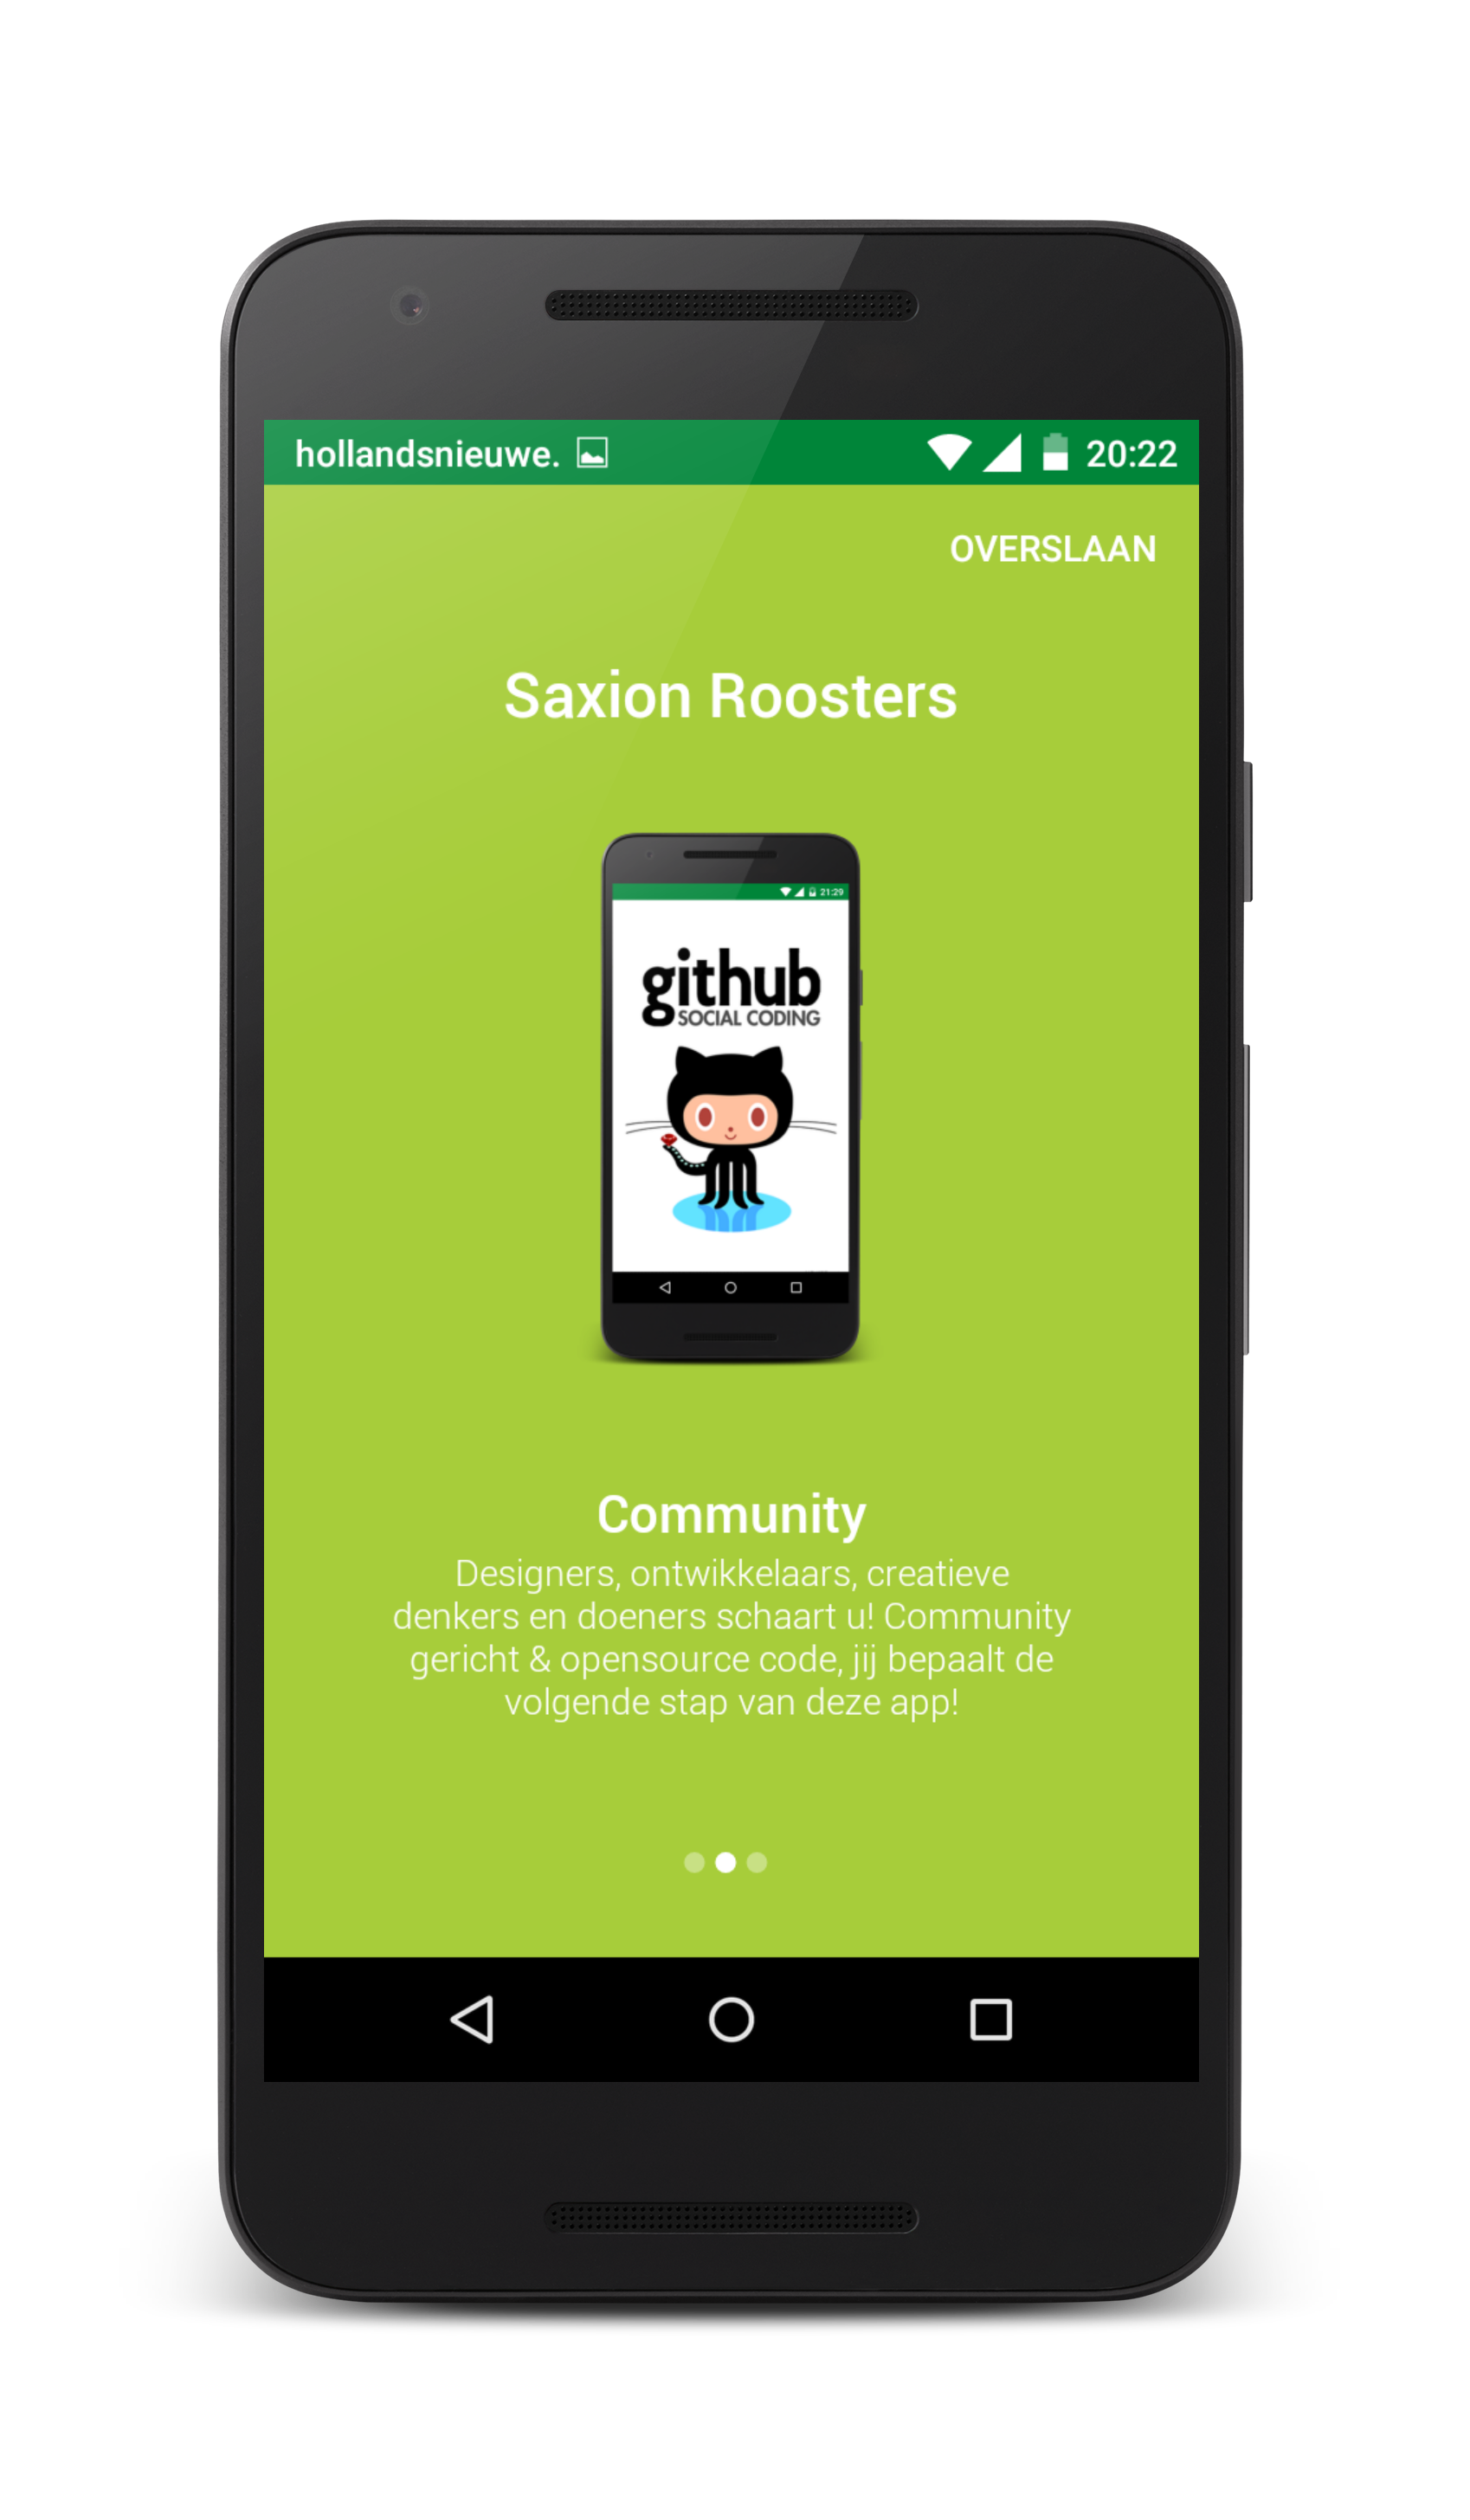 hollandsnieuwe. 20:22
OVERSLAAN
Saxion Roosters
21:29
github
SOCIAL CODING
Community
Designers, ontwikkelaars, creatieve
denkers en doeners schaart u! Community
gericht & opensource code, jij bepaalt de
volgende stap van deze app!